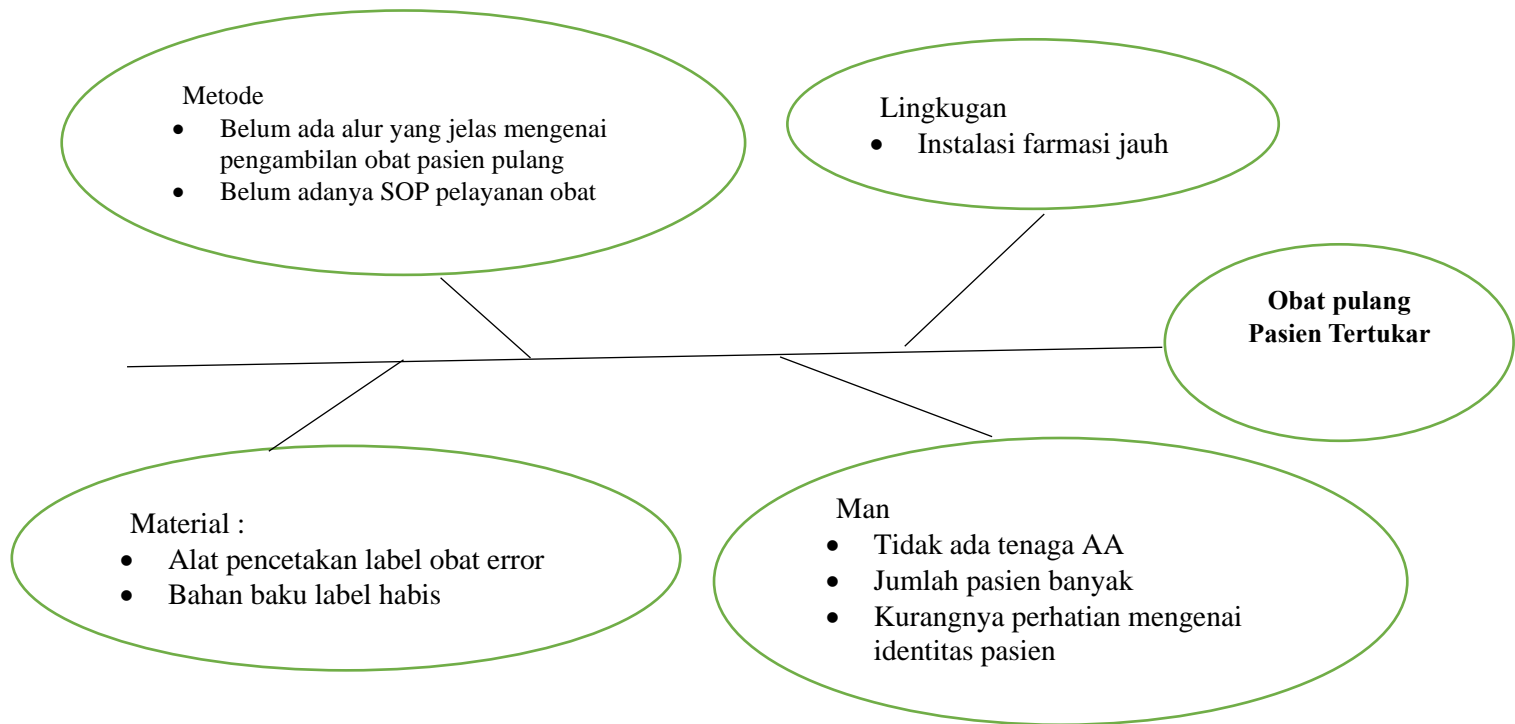 Metode
• Belum ada alur yang jelas mengenai
pengambilan obat pasien pulang
• Belum adanya SOP pelayanan obat
Lingkugan
• Instalasi farmasi jauh
Obat pulang
Pasien Tertukar
Material :
• Alat pencetakan label obat error
• Bahan baku label habis
Man
• Tidak ada tenaga AA
• Jumlah pasien banyak
• Kurangnya perhatian mengenai
identitas pasien